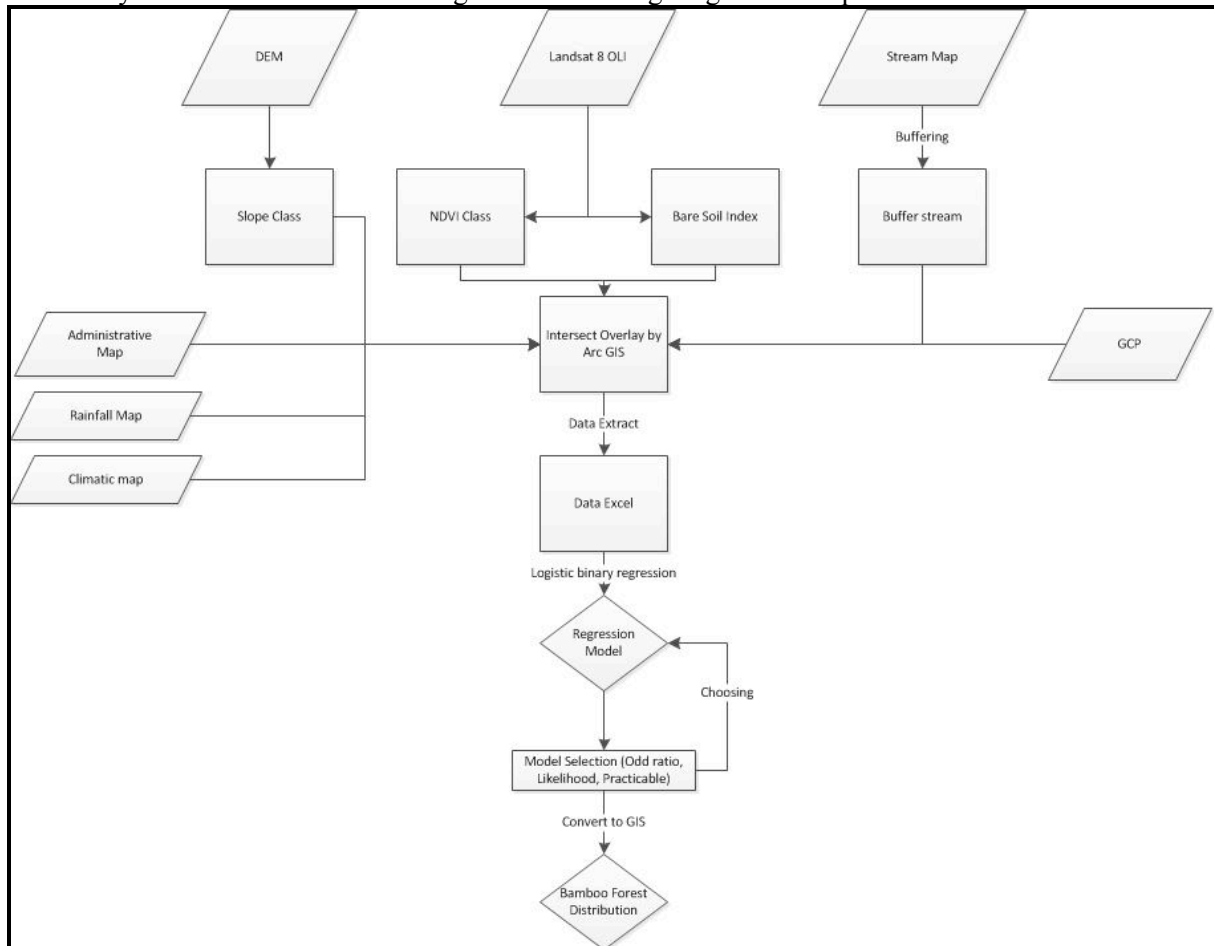 DEM
Landsat 8 OLI
Stream Map
Buffering
Slope Class
NDVI Class
Bare Soil Index
Buffer stream
Administrative
Map
Intersect Overlay by
Arc GIS
GCP
Rainfall Map
Climatic map
Data Extract
Data Excel
Logistic binary regression
Regression
Model
Choosing
Model Selection (Odd ratio,
Likelihood, Practicable)
Convert to GIS
Bamboo Forest
Distribution